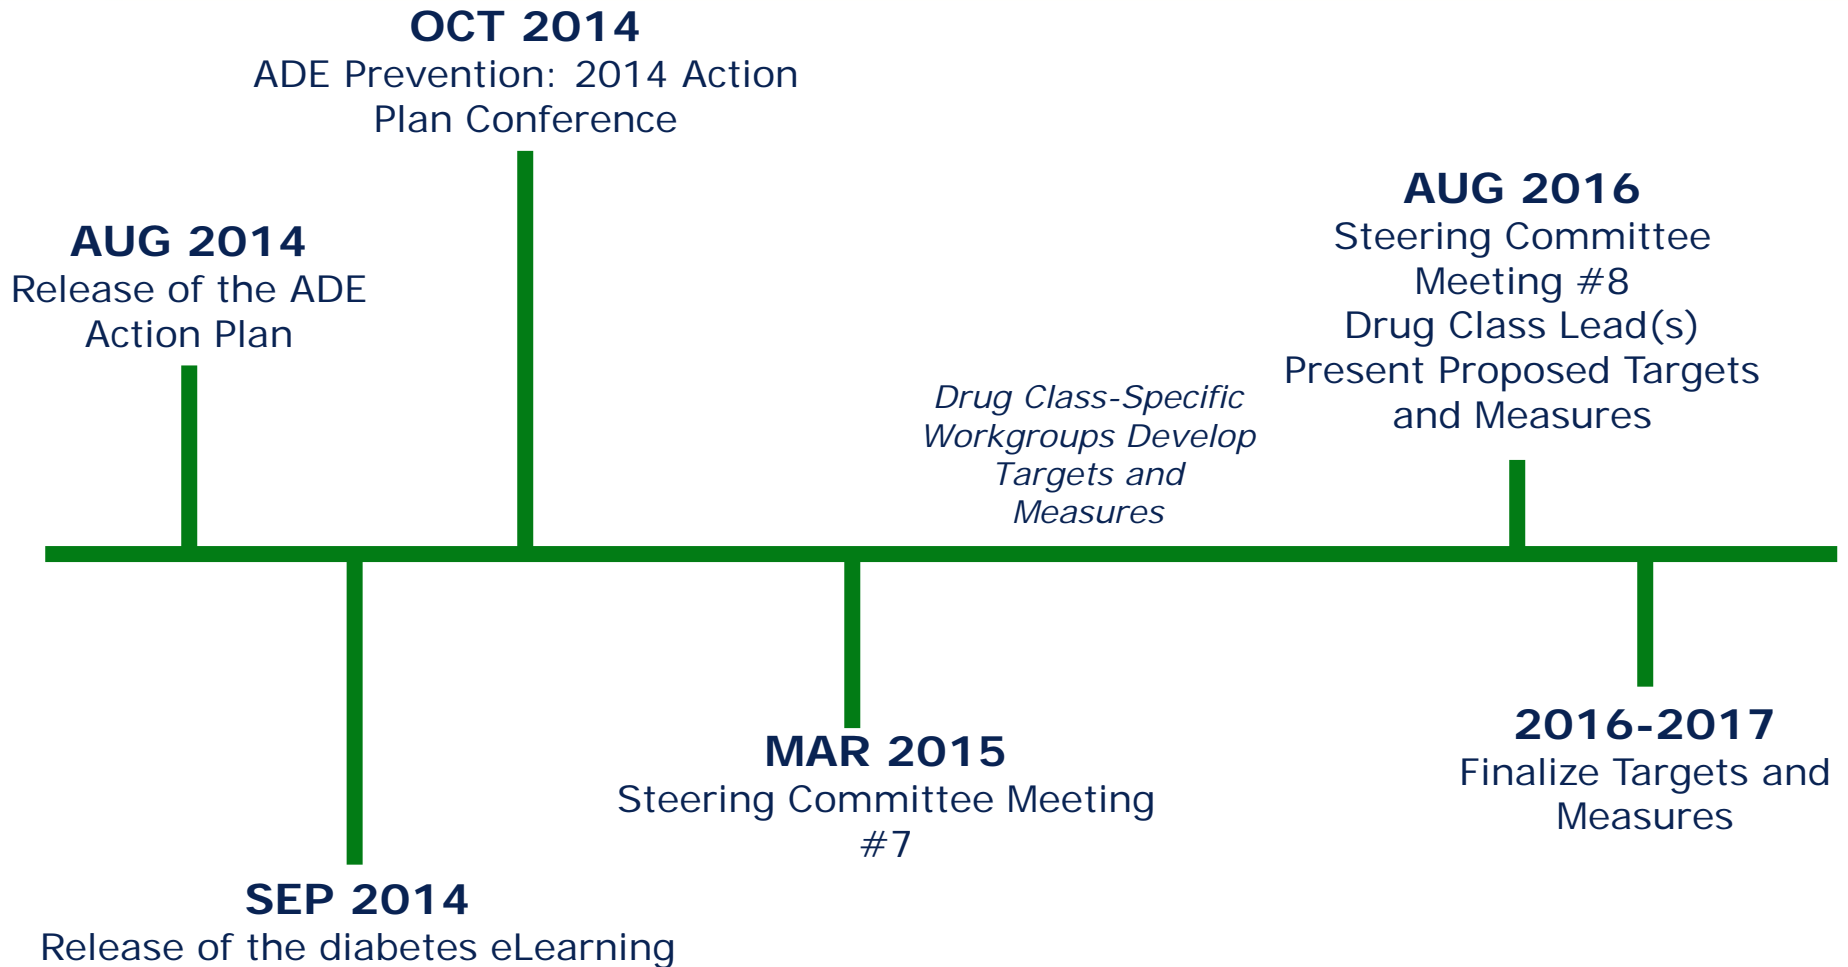 OCT 2014
ADE Prevention: 2014 Action
Plan Conference
AUG 2014
Release of the ADE
Action Plan
AUG 2016
Steering Committee
Meeting #8
Drug Class Lead(s)
Present Proposed Targets
and Measures
Drug Class-Specific
Workgroups Develop
Targets and
Measures
SEP 2014
Release of the diabetes eLearning
MAR 2015
Steering Committee Meeting
#7
2016-2017
Finalize Targets and
Measures